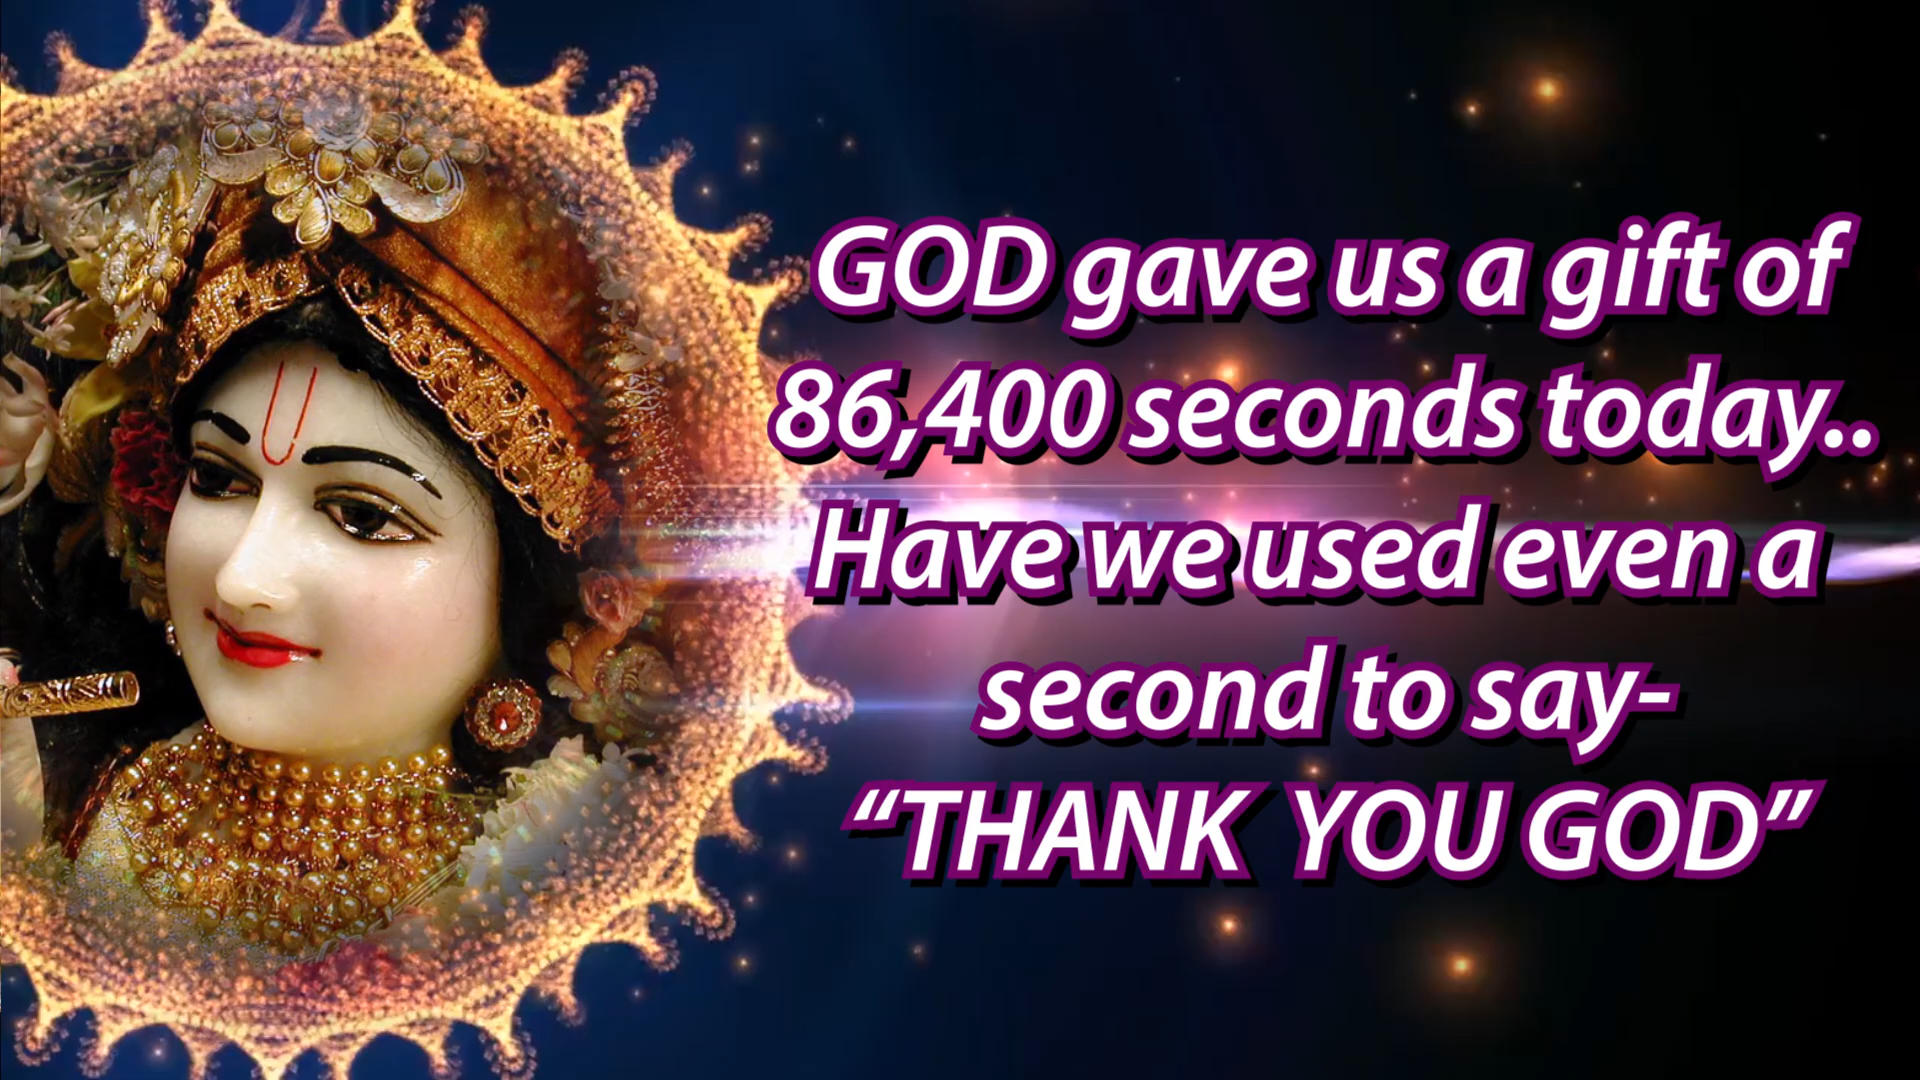 GOD gave us a gift of
86,400 seconds today..
Have we used even a
second to say-
“THANK YOU GOD”